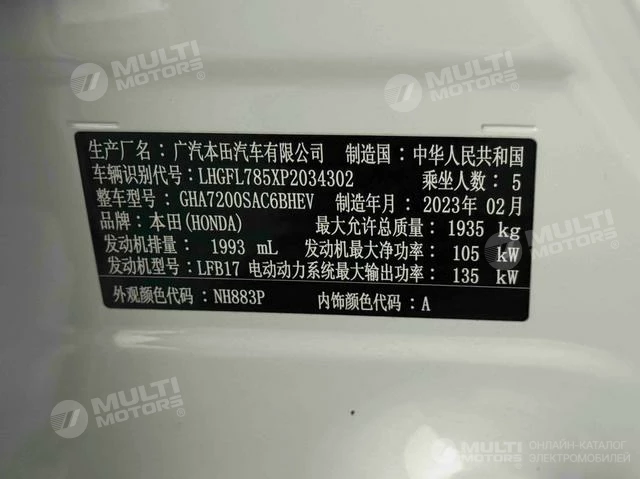 MULTI MOTORS®
MULTI MOTORS®
生产厂名：广汽本田汽车有限公司 制造国：中华人民共和国
车辆识别代号：LHGFL785XP2034302 乘坐人数：5
整车型号：GHA7200SAC6BHEV 制造年月：2023年02月
品牌：本田(HONDA) 最大允许总质量：1935 kg
发动机排量：1993 mL 发动机最大净功率：105 kW
发动机型号：LFB17 电动动力系统最大输出功率：135 kW
外观颜色代码：NH883P 内饰颜色代码：A
MULTI MOTORS®
MULTI MOTORS
ОНЛАЙН-КАТАЛОГ
ЭЛЕКТРОМОБИЛЕЙ